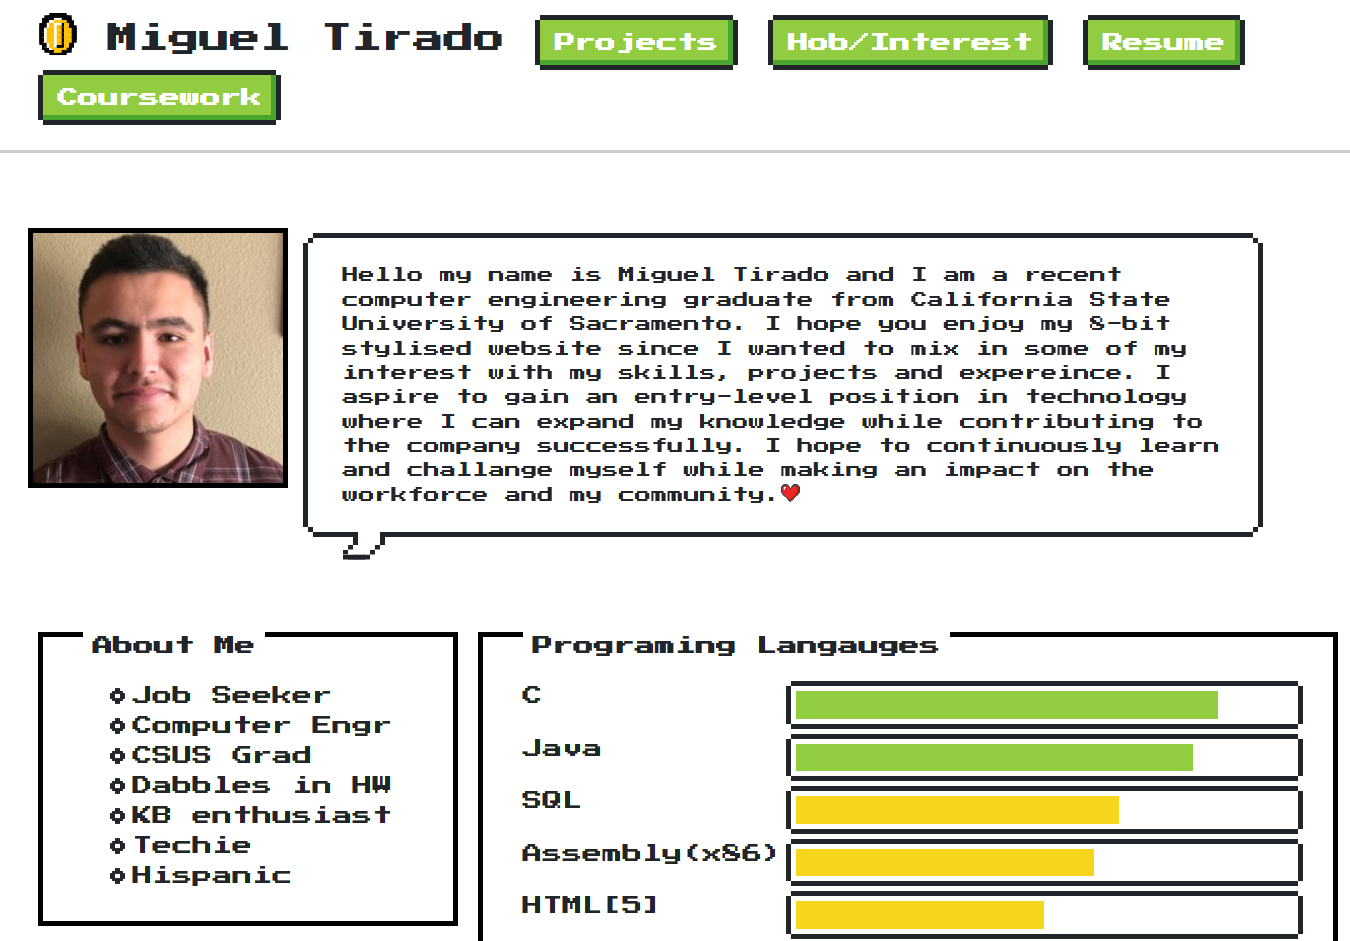 Miguel Tirado
Projects
Hob/Interest
Resume
Coursework
Hello my name is Miguel Tirado and I am a recent
computer engineering graduate from California State
University of Sacramento. I hope you enjoy my 8-bit
stylised website since I wanted to mix in some of my
interest with my skills, projects and expereince. I
aspire to gain an entry-level position in technology
where I can expand my knowledge while contributing to
the company successfully. I hope to continuously learn
and challange myself while making an impact on the
workforce and my community.
About Me
Job Seeker
Computer Engr
CSUS Grad
Dabbles in HW
KB enthusiast
Techie
Hispanic
Programing Langauges
C
Java
SQL
Assembly(x86)
HTML[5]